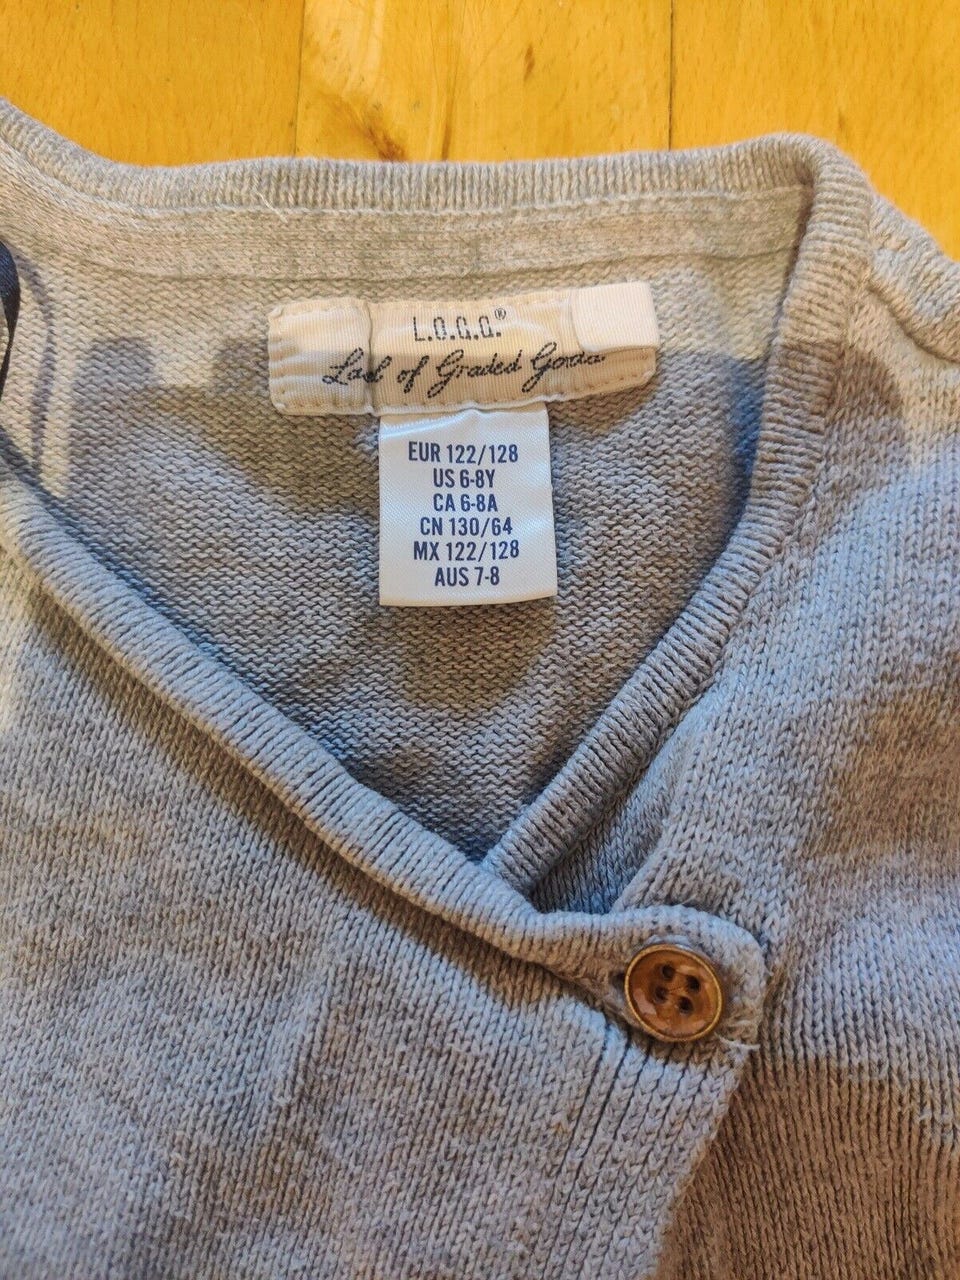 L.O.G.G.®
Label of Graded Goods
EUR 122/128
US 6-8Y
CA 6-8A
CN 130/64
MX 122/128
AUS 7-8